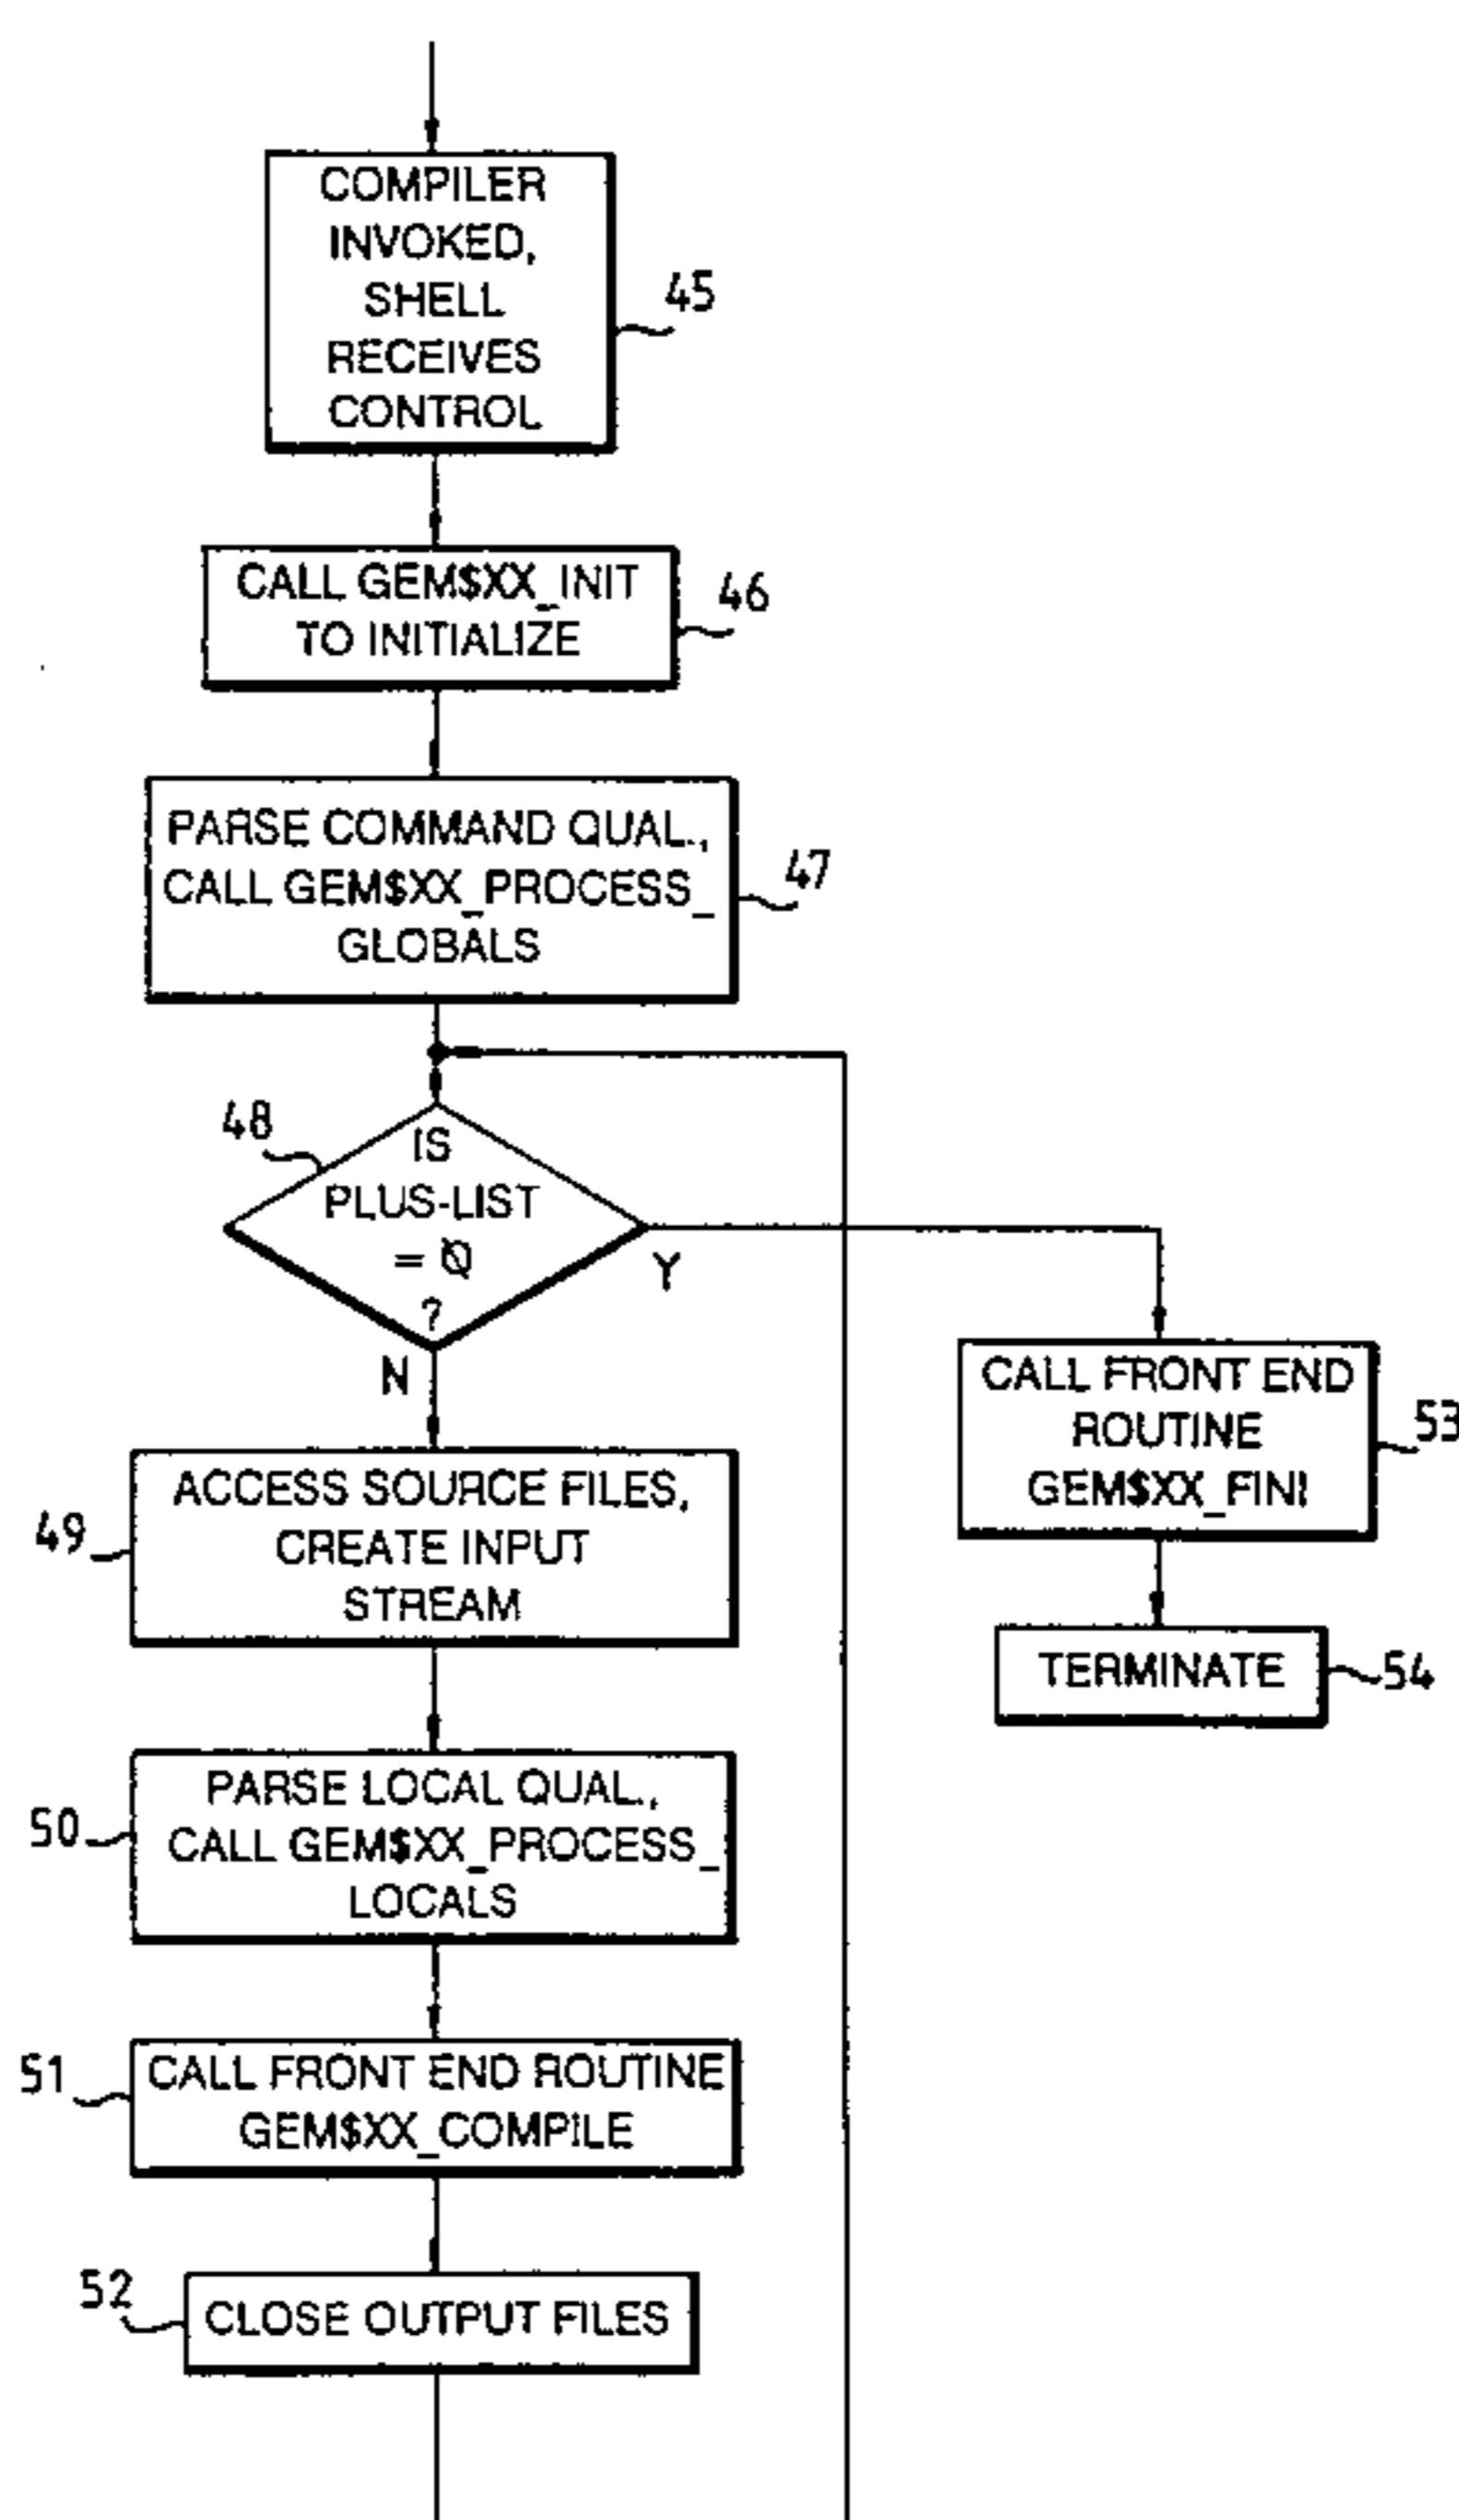 COMPILER
INVOKED,
SHELL
RECEIVES
CONTROL
45
CALL GEM$XX_INIT
TO INITIALIZE
46
PARSE COMMAND QUAL.,
CALL GEM$XX_PROCESS_
GLOBALS
47
48
IS
PLUS-LIST
= 0
?
Y
N
CALL FRONT END
ROUTINE
GEM$XX_FINI
53
ACCESS SOURCE FILES,
CREATE INPUT
STREAM
49
TERMINATE
54
PARSE LOCAL QUAL.,
CALL GEM$XX_PROCESS_
LOCALS
50
CALL FRONT END ROUTINE
GEM$XX_COMPILE
51
52
CLOSE OUTPUT FILES